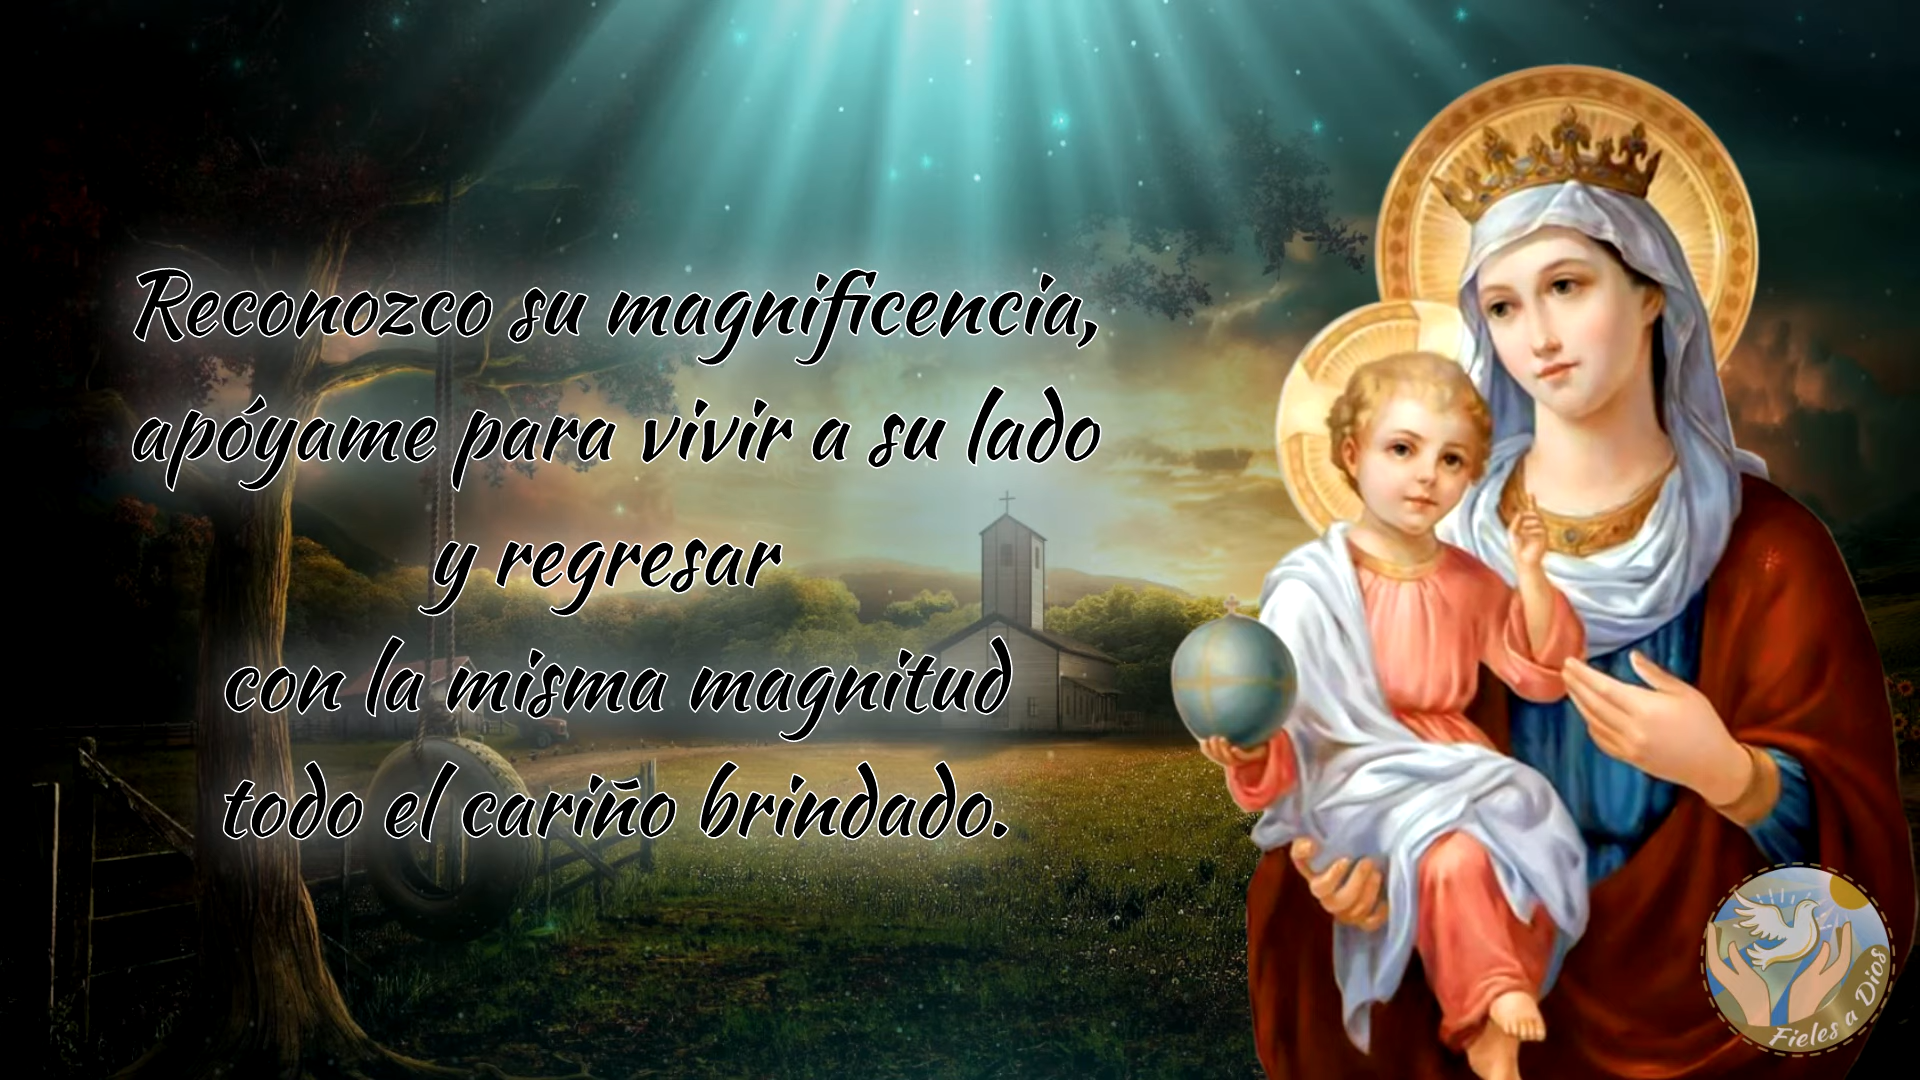 Reconozco su magnificencia,
apóyame para vivir a su lado
y regresar
con la misma magnitud
todo el cariño brindado.
Fieles a Dios